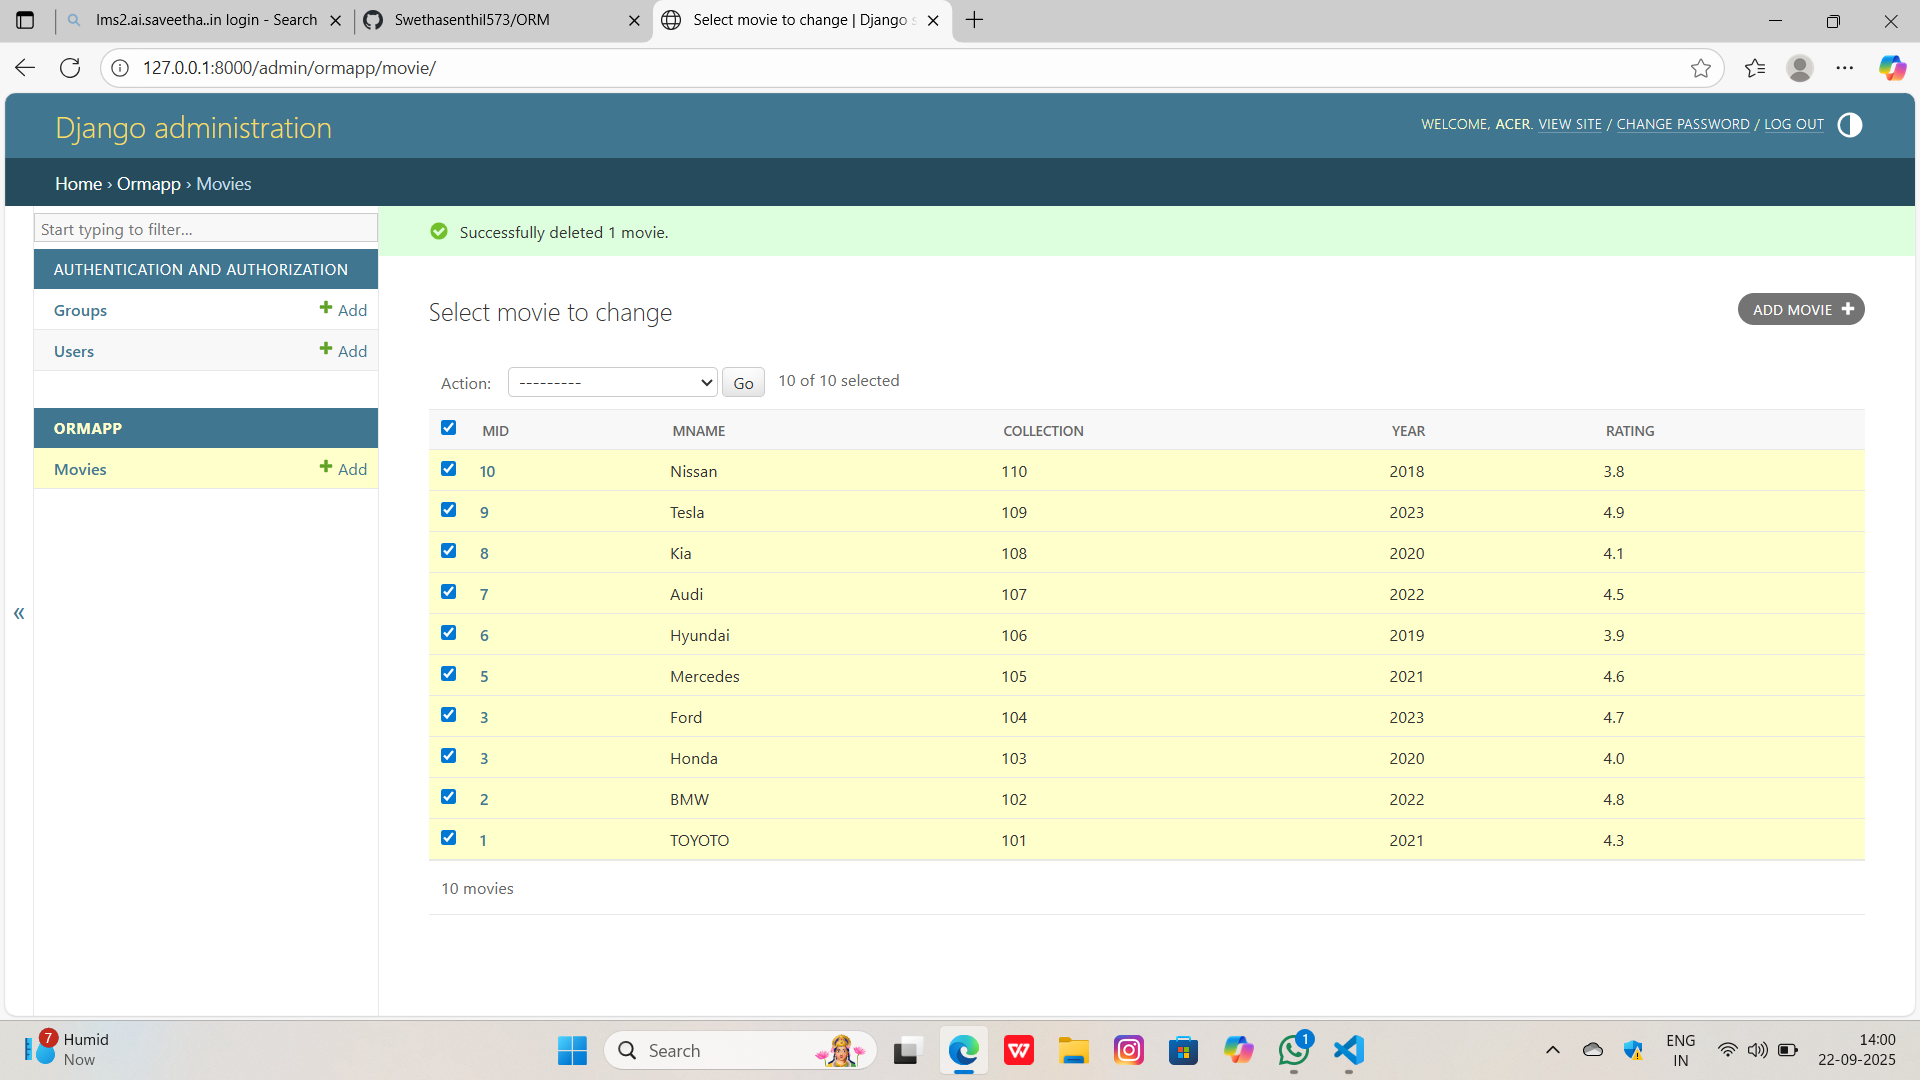 lms2.ai.saveetha..in login - Search
Swethasenthil573/ORM
Select movie to change | Django s
127.0.0.1:8000/admin/ormapp/movie/
Django administration
WELCOME, ACER. VIEW SITE / CHANGE PASSWORD / LOG OUT
Home › Ormapp › Movies
Start typing to filter...
Successfully deleted 1 movie.
AUTHENTICATION AND AUTHORIZATION
Groups Add
Users Add
ORMAPP
Movies Add
«
Select movie to change
ADD MOVIE
Action: --------- Go 10 of 10 selected
MID MNAME COLLECTION YEAR RATING
10 Nissan 110 2018 3.8
9 Tesla 109 2023 4.9
8 Kia 108 2020 4.1
7 Audi 107 2022 4.5
6 Hyundai 106 2019 3.9
5 Mercedes 105 2021 4.6
3 Ford 104 2023 4.7
3 Honda 103 2020 4.0
2 BMW 102 2022 4.8
1 TOYOTO 101 2021 4.3
10 movies
7
Humid
Now
Search
W
1
ENG
IN
14:00
22-09-2025